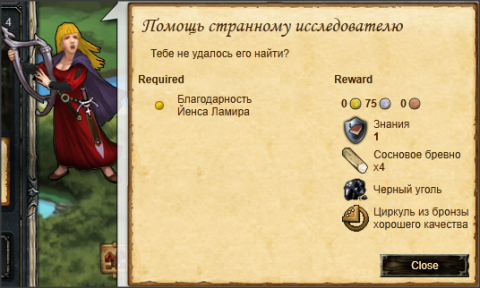 4
Помощь странному исследователю
Тебе не удалось его найти?
Required
Благодарность
Йенса Ламира
Reward
0 75 0
Знания
1
Сосновое бревно
x4
Черный уголь
Циркуль из бронзы
хорошего качества
Close